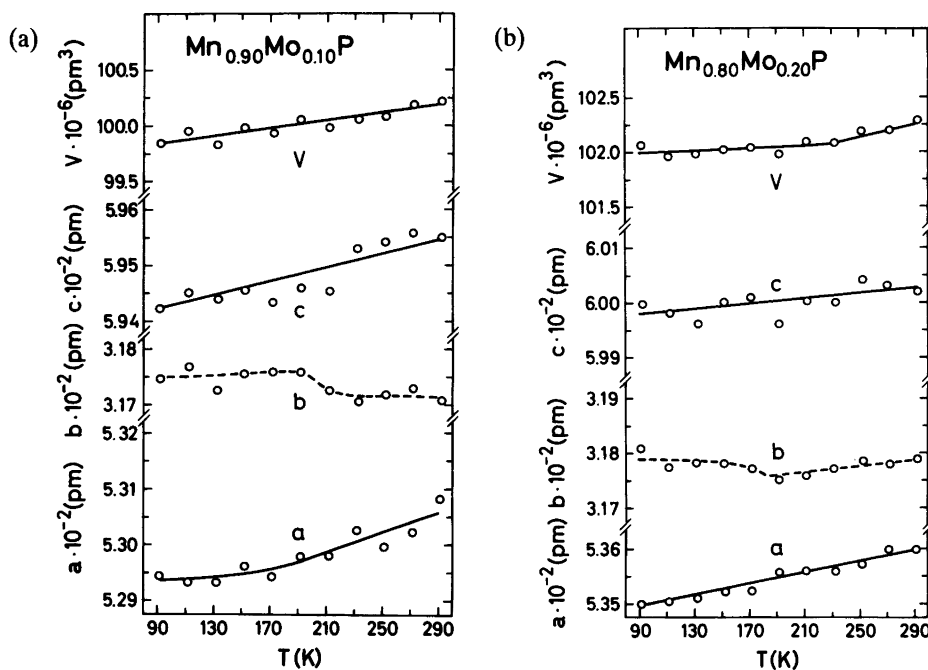 (a)
Mn0.90Mo0.10P
V·10-6(pm3)
100.5
100.0
99.5
V
c·10-2(pm)
5.96
5.95
5.94
c
b·10-2(pm)
3.18
3.17
b
a·10-2(pm)
5.32
5.31
5.30
5.29
a
90 130 170 210 250 290
T(K)
(b)
Mn0.80Mo0.20P
V·10-6(pm3)
102.5
102.0
101.5
V
c·10-2(pm)
6.01
6.00
5.99
c
b·10-2(pm)
3.19
3.18
3.17
b
a·10-2(pm)
5.36
5.35
a
90 130 170 210 250 290
T(K)